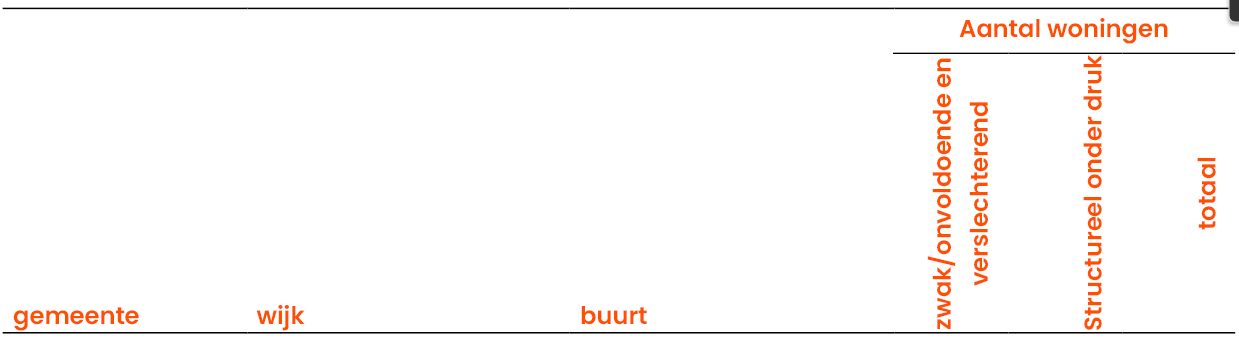 Aantal woningen
gemeente
wijk
buurt
zwak/onvoldoende en
verslechterend
Structureel onder druk
totaal